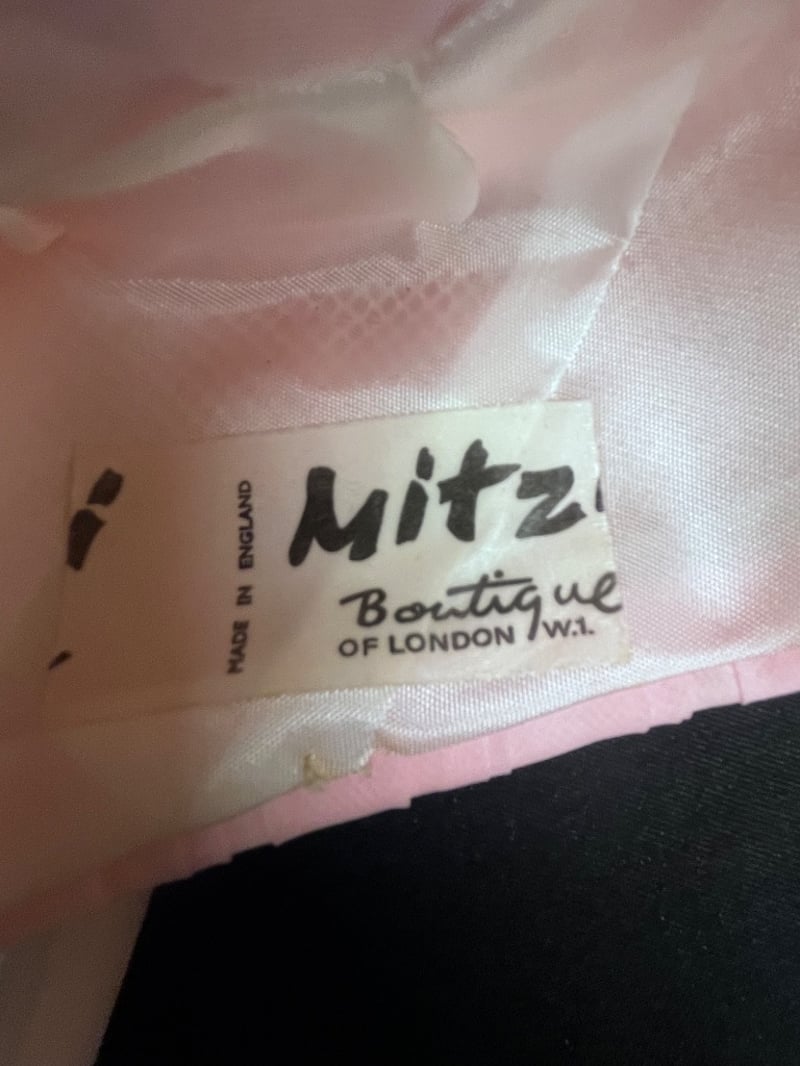 MADE IN ENGLAND
Mitz
Boutique
OF LONDON W.1.